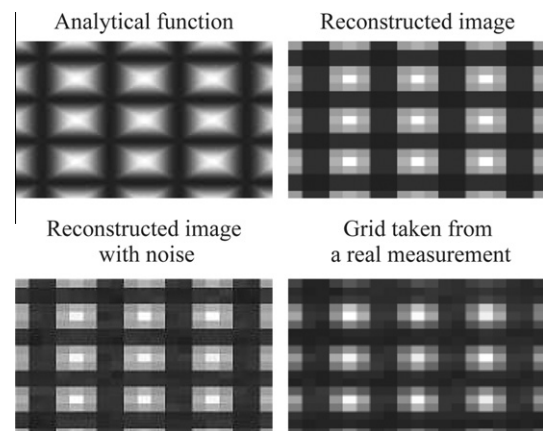 Analytical function
Reconstructed image
Reconstructed image
with noise
Grid taken from
a real measurement